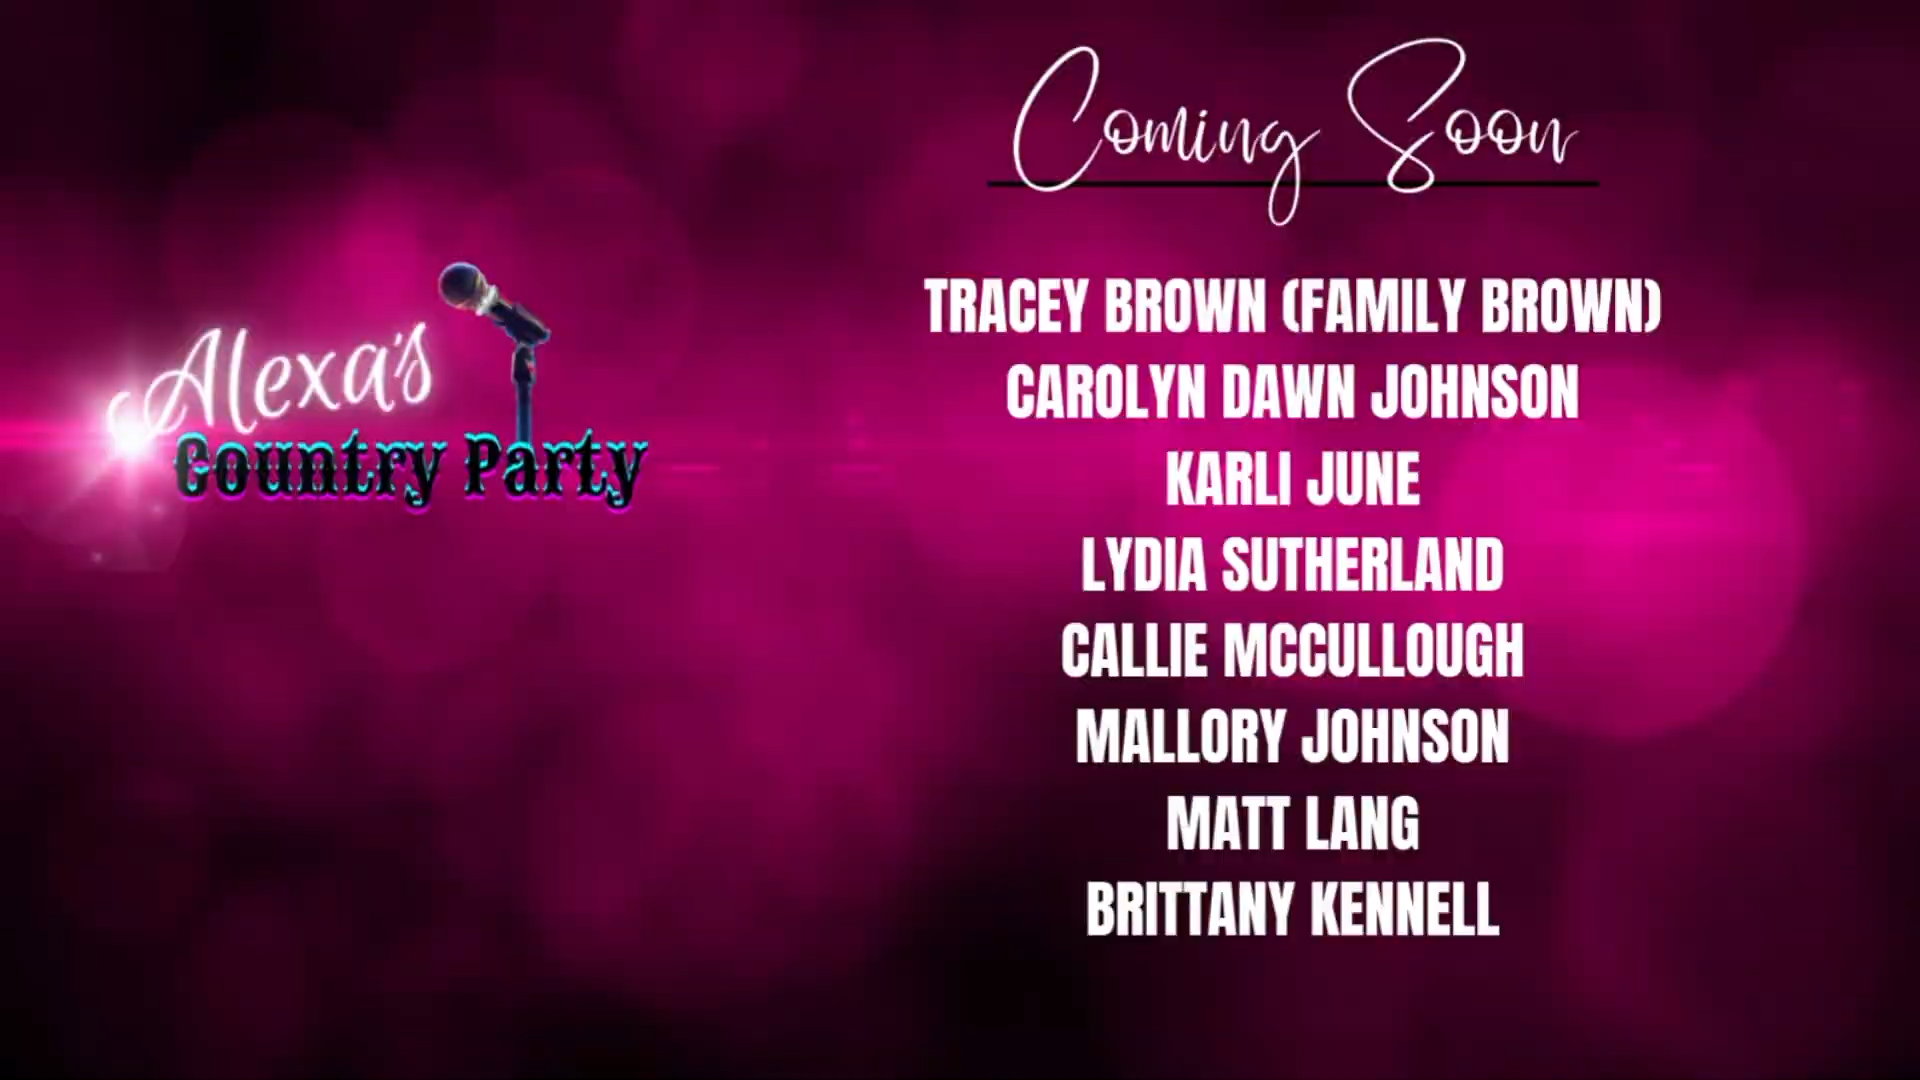 Coming Soon
Alexa's
Country Party
TRACEY BROWN (FAMILY BROWN)
CAROLYN DAWN JOHNSON
KARLI JUNE
LYDIA SUTHERLAND
CALLIE MCCULLOUGH
MALLORY JOHNSON
MATT LANG
BRITTANY KENNELL